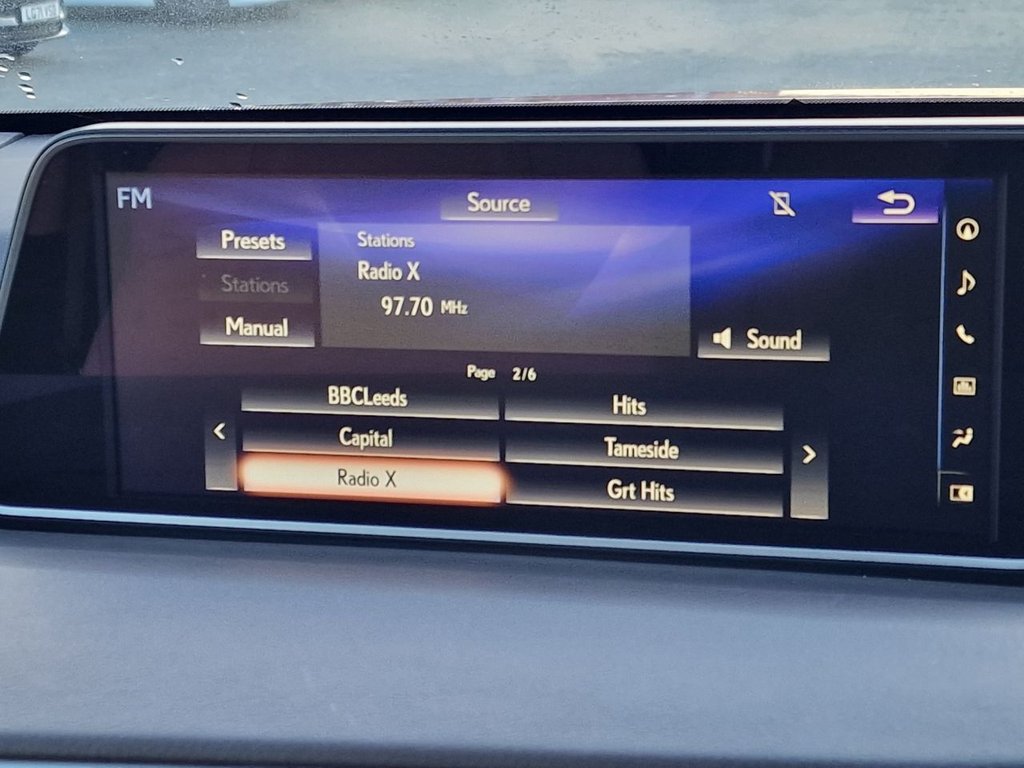 FM
Source
Presets
Stations
Manual
Stations
Radio X
97.70 MHz
Sound
Page 2/6
BBCLeeds
Hits
Capital
Tameside
Radio X
Grt Hits